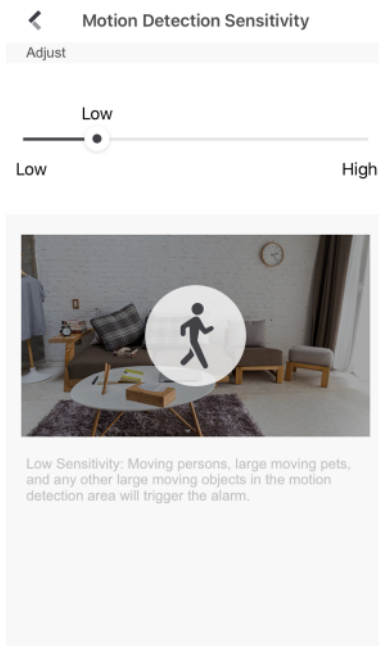 Motion Detection Sensitivity
Adjust
Low
Low High
Low Sensitivity: Moving persons, large moving pets,
and any other large moving objects in the motion
detection area will trigger the alarm.